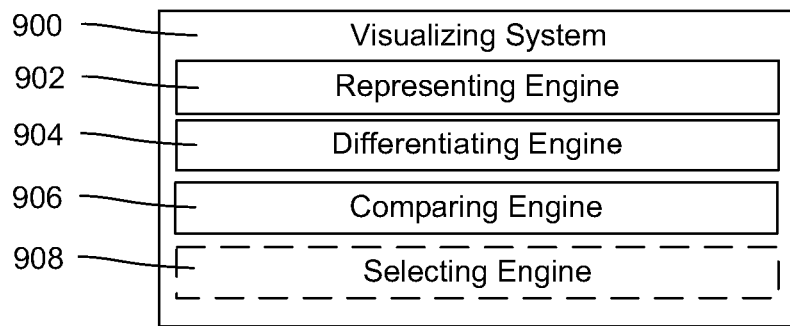 900 Visualizing System
902 Representing Engine
904 Differentiating Engine
906 Comparing Engine
908 Selecting Engine